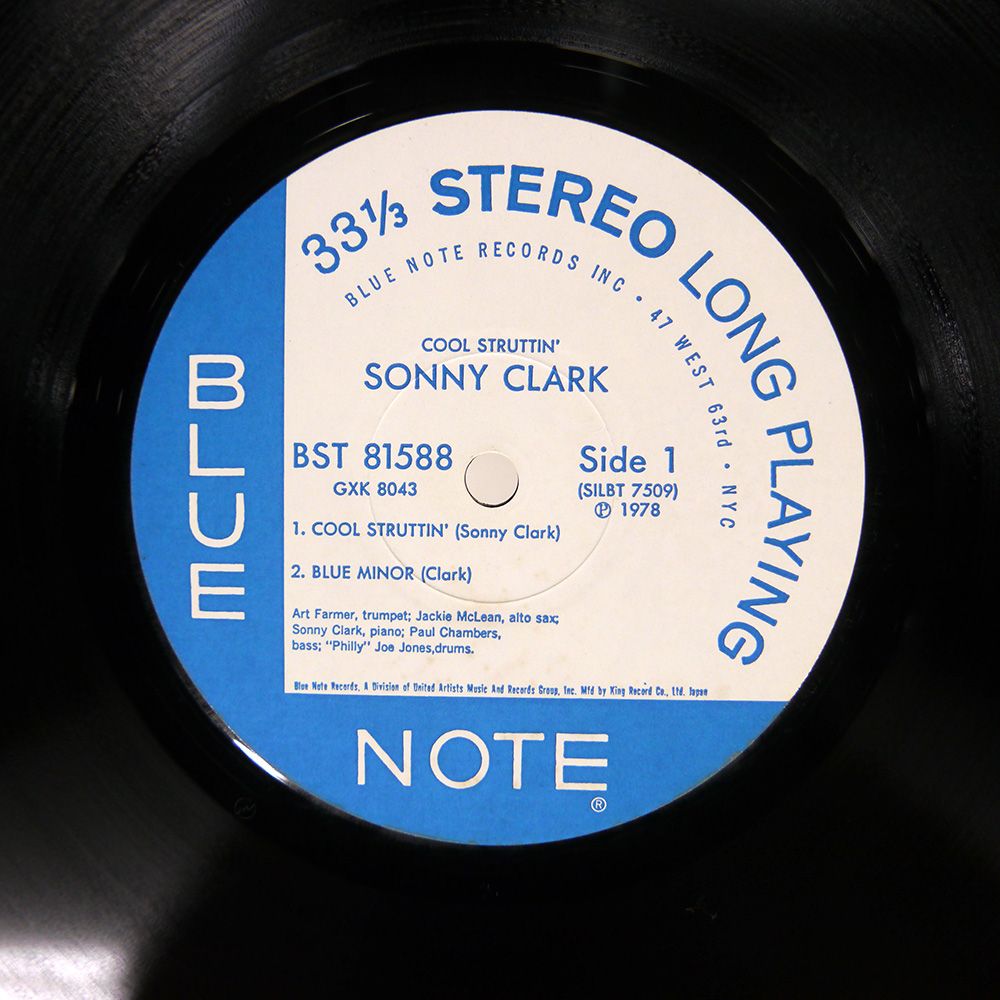 33⅓ STEREO LONG PLAYING
BLUE NOTE RECORDS INC • 47 WEST 63rd • NYC
COOL STRUTTIN'
SONNY CLARK
BST 81588
GXK 8043
Side 1
(SILBT 7509)
℗ 1978
1. COOL STRUTTIN' (Sonny Clark)
2. BLUE MINOR (Clark)
Art Farmer, trumpet; Jackie McLean, alto sax;
Sonny Clark, piano; Paul Chambers,
bass; "Philly" Joe Jones,drums.
Blue Note Records, A Division of United Artists Music And Records Group, Inc. Mfd by King Record Co., Ltd. Japan
BLUE
NOTE
®